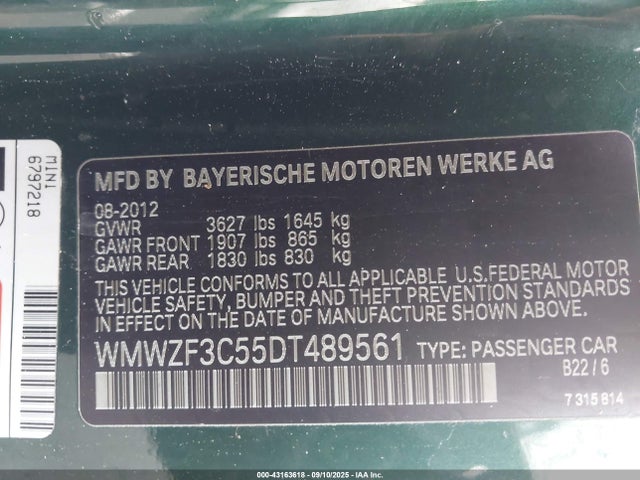 MINI
6797218
MFD BY BAYERISCHE MOTOREN WERKE AG
08-2012
GVWR 3627 lbs 1645 kg
GAWR FRONT 1907 lbs 865 kg
GAWR REAR 1830 lbs 830 kg
THIS VEHICLE CONFORMS TO ALL APPLICABLE U.S.FEDERAL MOTOR
VEHICLE SAFETY, BUMPER AND THEFT PREVENTION STANDARDS
IN EFFECT ON THE DATE OF MANUFACTURE SHOWN ABOVE.
WMWZF3C55DT489561 TYPE: PASSENGER CAR
B22 / 6
7 315 814
000-43163618 - 09/10/2025 - © IAA, Inc.